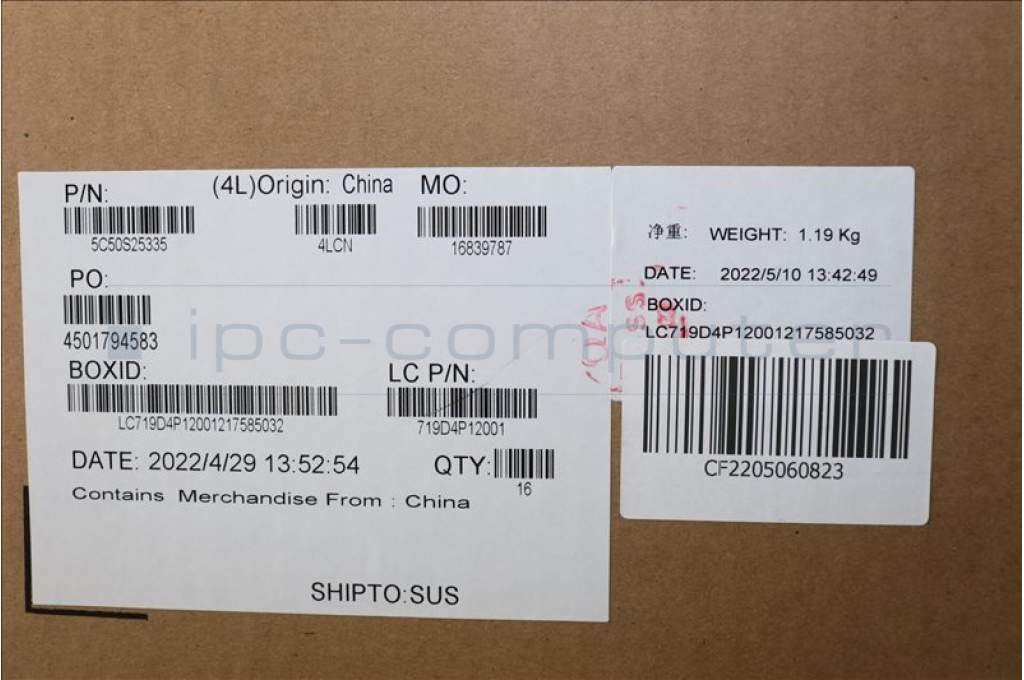 P/N:
5C50S25335
(4L)Origin: China
4LCN
MO:
16839787
PO:
4501794583
BOXID:
LC719D4P12001217585032
LC P/N:
719D4P12001
DATE: 2022/4/29 13:52:54
QTY:
16
Contains Merchandise From : China
SHIPTO:SUS
净重: WEIGHT: 1.19 Kg
DATE: 2022/5/10 13:42:49
BOXID:
LC719D4P12001217585032
CF2205060823
ipc-computer